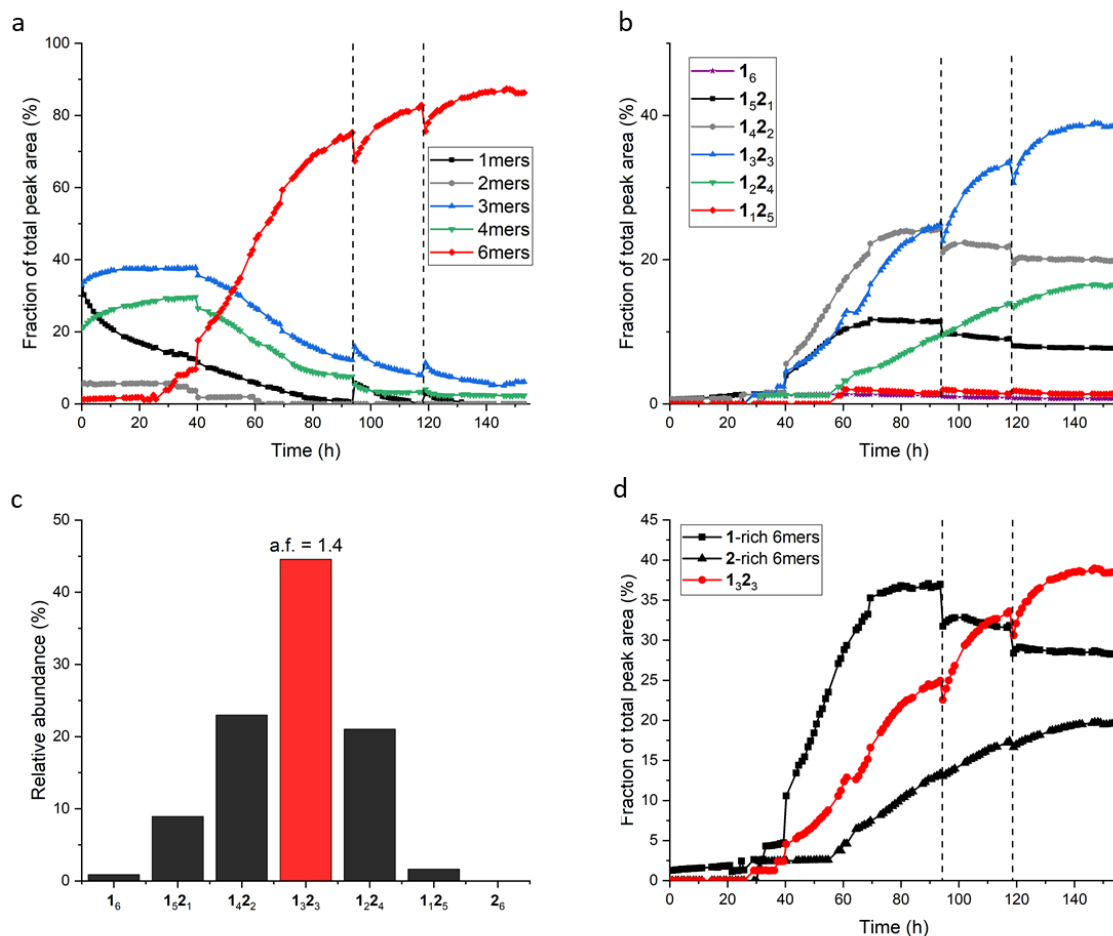 a
100
80
60
40
20
0
0 20 40 60 80 100 120 140
Fraction of total peak area (%)
Time (h)
1mers
2mers
3mers
4mers
6mers
b
40
20
0
0 20 40 60 80 100 120 140
Fraction of total peak area (%)
Time (h)
1₆
1₅2₁
1₄2₂
1₃2₃
1₂2₄
1₁2₅
c
50
40
30
20
10
0
Relative abundance (%)
a.f. = 1.4
1₆ 1₅2₁ 1₄2₂ 1₃2₃ 1₂2₄ 1₁2₅ 2₆
d
45
40
35
30
25
20
15
10
5
0
0 20 40 60 80 100 120 140
Fraction of total peak area (%)
Time (h)
1-rich 6mers
2-rich 6mers
1₃2₃